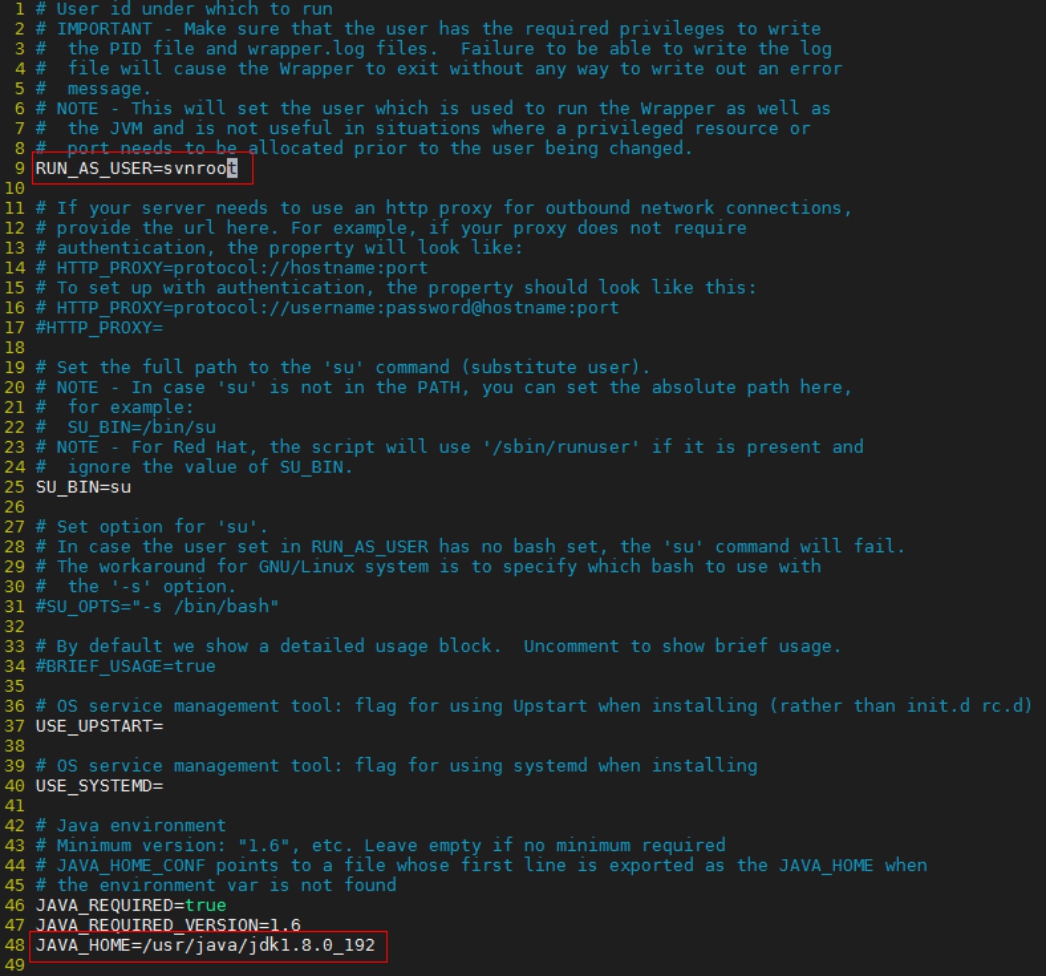 1 # User id under which to run
2 # IMPORTANT - Make sure that the user has the required privileges to write
3 #  the PID file and wrapper.log files.  Failure to be able to write the log
4 #  file will cause the Wrapper to exit without any way to write out an error
5 #  message.
6 # NOTE - This will set the user which is used to run the Wrapper as well as
7 #  the JVM and is not useful in situations where a privileged resource or
8 #  port needs to be allocated prior to the user being changed.
9 RUN_AS_USER=svnroot
10
11 # If your server needs to use an http proxy for outbound network connections,
12 # provide the url here. For example, if your proxy does not require
13 # authentication, the property will look like:
14 # HTTP_PROXY=protocol://hostname:port
15 # To set up with authentication, the property should look like this:
16 # HTTP_PROXY=protocol://username:password@hostname:port
17 #HTTP_PROXY=
18
19 # Set the full path to the 'su' command (substitute user).
20 # NOTE - In case 'su' is not in the PATH, you can set the absolute path here,
21 #  for example:
22 #  SU_BIN=/bin/su
23 # NOTE - For Red Hat, the script will use '/sbin/runuser' if it is present and
24 #  ignore the value of SU_BIN.
25 SU_BIN=su
26
27 # Set option for 'su'.
28 # In case the user set in RUN_AS_USER has no bash set, the 'su' command will fail.
29 # The workaround for GNU/Linux system is to specify which bash to use with
30 #  the '-s' option.
31 #SU_OPTS="-s /bin/bash"
32
33 # By default we show a detailed usage block.  Uncomment to show brief usage.
34 #BRIEF_USAGE=true
35
36 # OS service management tool: flag for using Upstart when installing (rather than init.d rc.d)
37 USE_UPSTART=
38
39 # OS service management tool: flag for using systemd when installing
40 USE_SYSTEMD=
41
42 # Java environment
43 # Minimum version: "1.6", etc. Leave empty if no minimum required
44 # JAVA_HOME_CONF points to a file whose first line is exported as the JAVA_HOME when
45 # the environment var is not found
46 JAVA_REQUIRED=true
47 JAVA_REQUIRED_VERSION=1.6
48 JAVA_HOME=/usr/java/jdk1.8.0_192
49